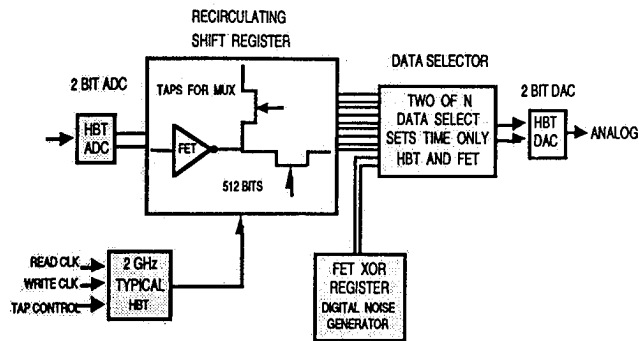 RECIRCULATING
SHIFT REGISTER
DATA SELECTOR
2 BIT ADC
TAPS FOR MUX
2 BIT DAC
TWO OF N
DATA SELECT
SETS TIME ONLY
HBT AND FET
HBT
ADC
FET
HBT
DAC
ANALOG
512 BITS
READ CLK
WRITE CLK
TAP CONTROL
2 GHz
TYPICAL
HBT
FET XOR
REGISTER
DIGITAL NOISE
GENERATOR